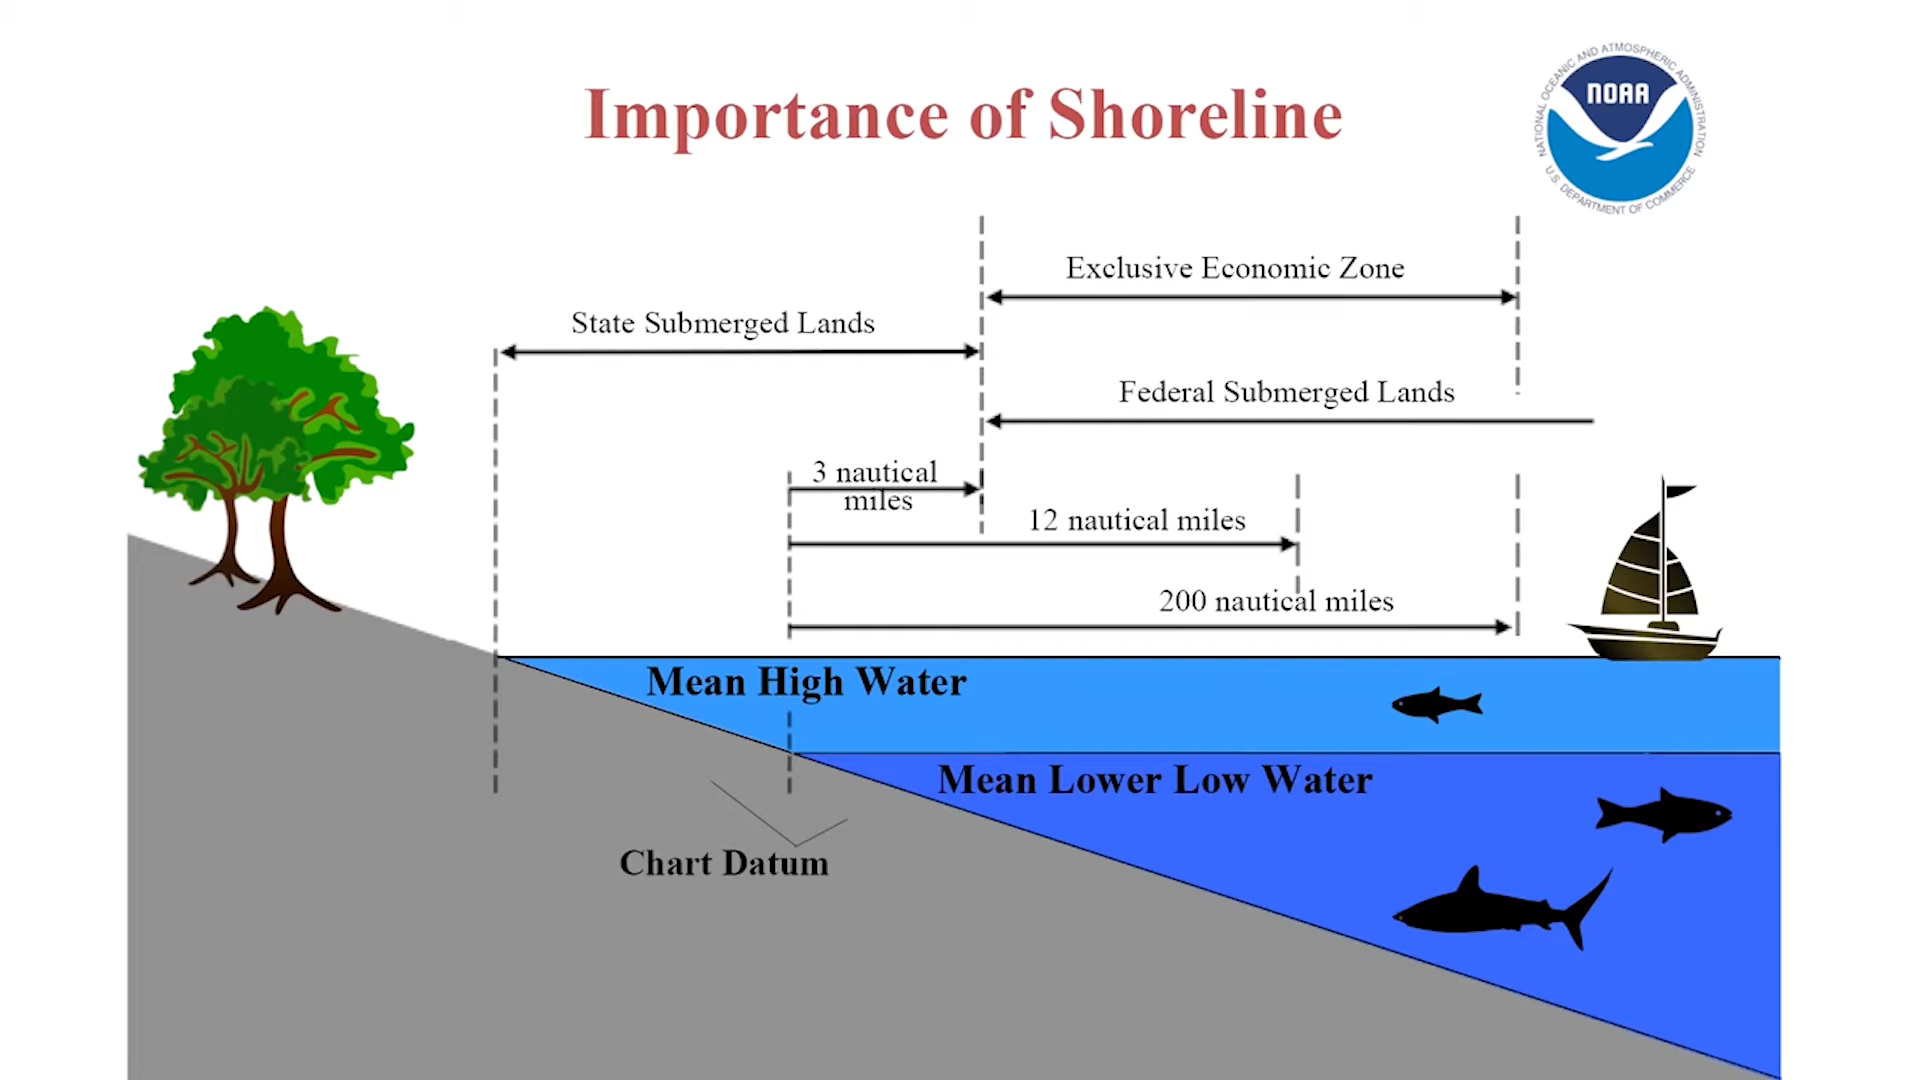 Importance of Shoreline
NATIONAL OCEANIC AND ATMOSPHERIC ADMINISTRATION
NOAA
U.S. DEPARTMENT OF COMMERCE
Exclusive Economic Zone
State Submerged Lands
Federal Submerged Lands
3 nautical
miles
12 nautical miles
200 nautical miles
Mean High Water
Mean Lower Low Water
Chart Datum